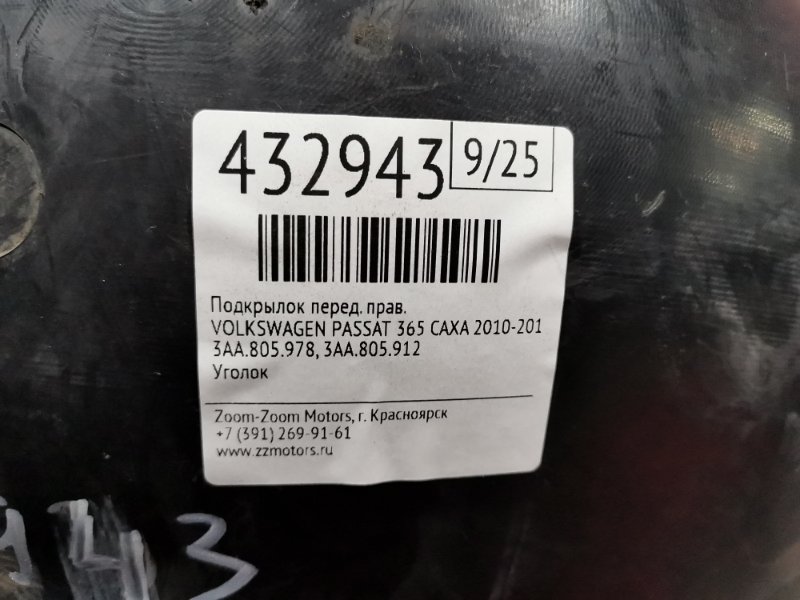 432943 9/25
Подкрылок перед. прав.
VOLKSWAGEN PASSAT 365 CAXA 2010-201
3AA.805.978, 3AA.805.912
Уголок
Zoom-Zoom Motors, г. Красноярск
+7 (391) 269-91-61
www.zzmotors.ru
943